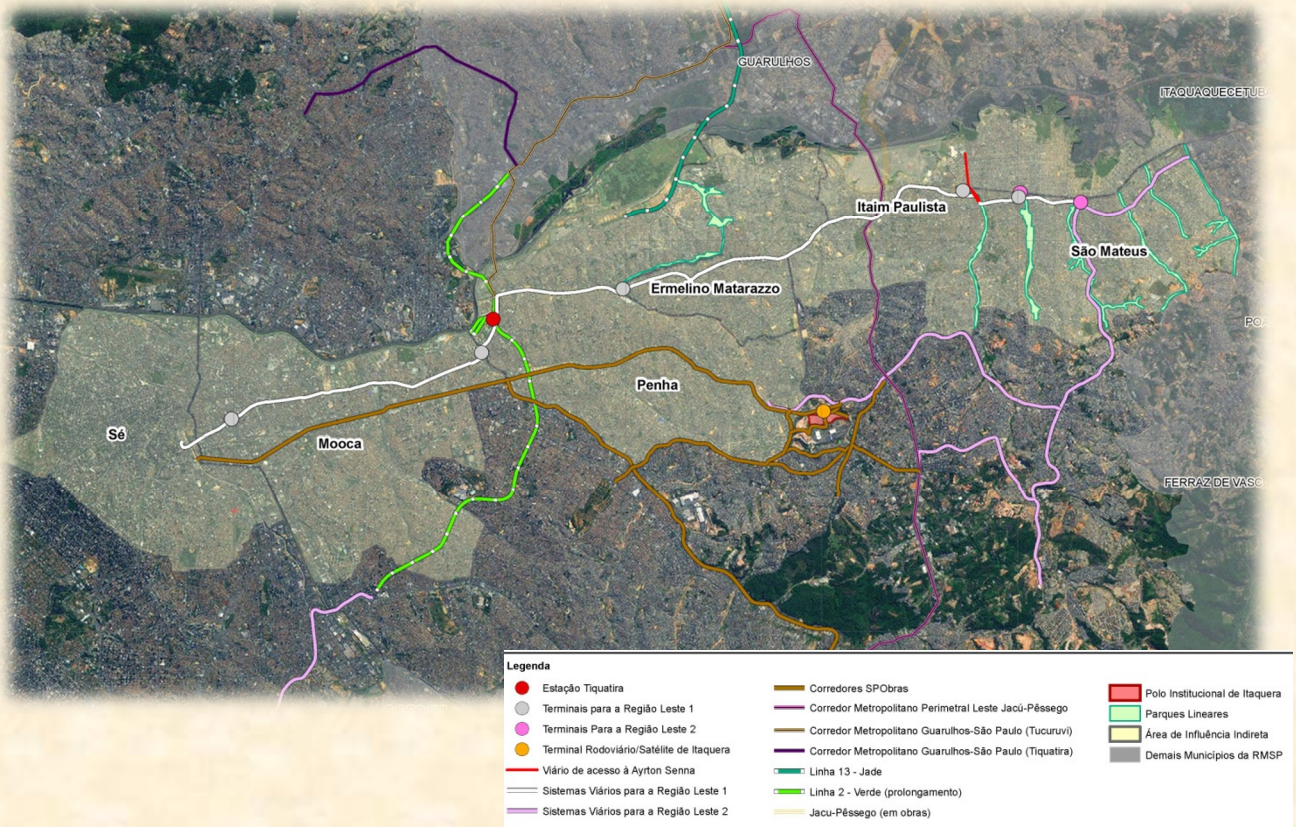 GUARULHOS
ITAQUAQUECETUB
Itaim Paulista
São Mateus
Ermelino Matarazzo
PO
Penha
Sé
Mooca
FERRAZ DE VASC
Legenda
Estação Tiquatira
Terminais para a Região Leste 1
Terminais Para a Região Leste 2
Terminal Rodoviário/Satélite de Itaquera
Viário de acesso à Ayrton Senna
Sistemas Viários para a Região Leste 1
Sistemas Viários para a Região Leste 2
Corredores SPObras
Corredor Metropolitano Perimetral Leste Jacú-Pêssego
Corredor Metropolitano Guarulhos-São Paulo (Tucuruvi)
Corredor Metropolitano Guarulhos-São Paulo (Tiquatira)
Linha 13 - Jade
Linha 2 - Verde (prolongamento)
Jacu-Pêssego (em obras)
Polo Institucional de Itaquera
Parques Lineares
Área de Influência Indireta
Demais Municípios da RMSP